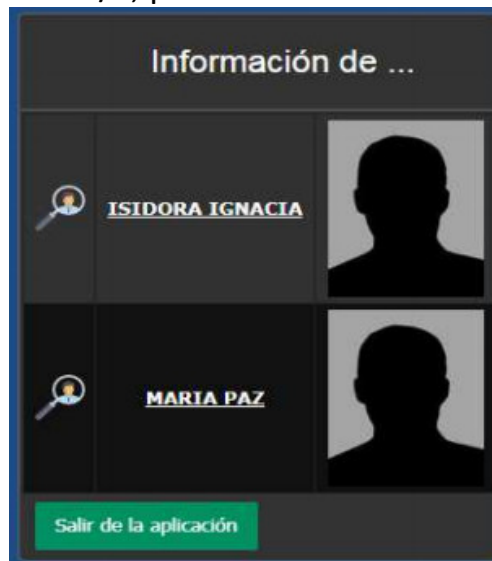 Información de ...
ISIDORA IGNACIA
MARIA PAZ
Salir de la aplicación